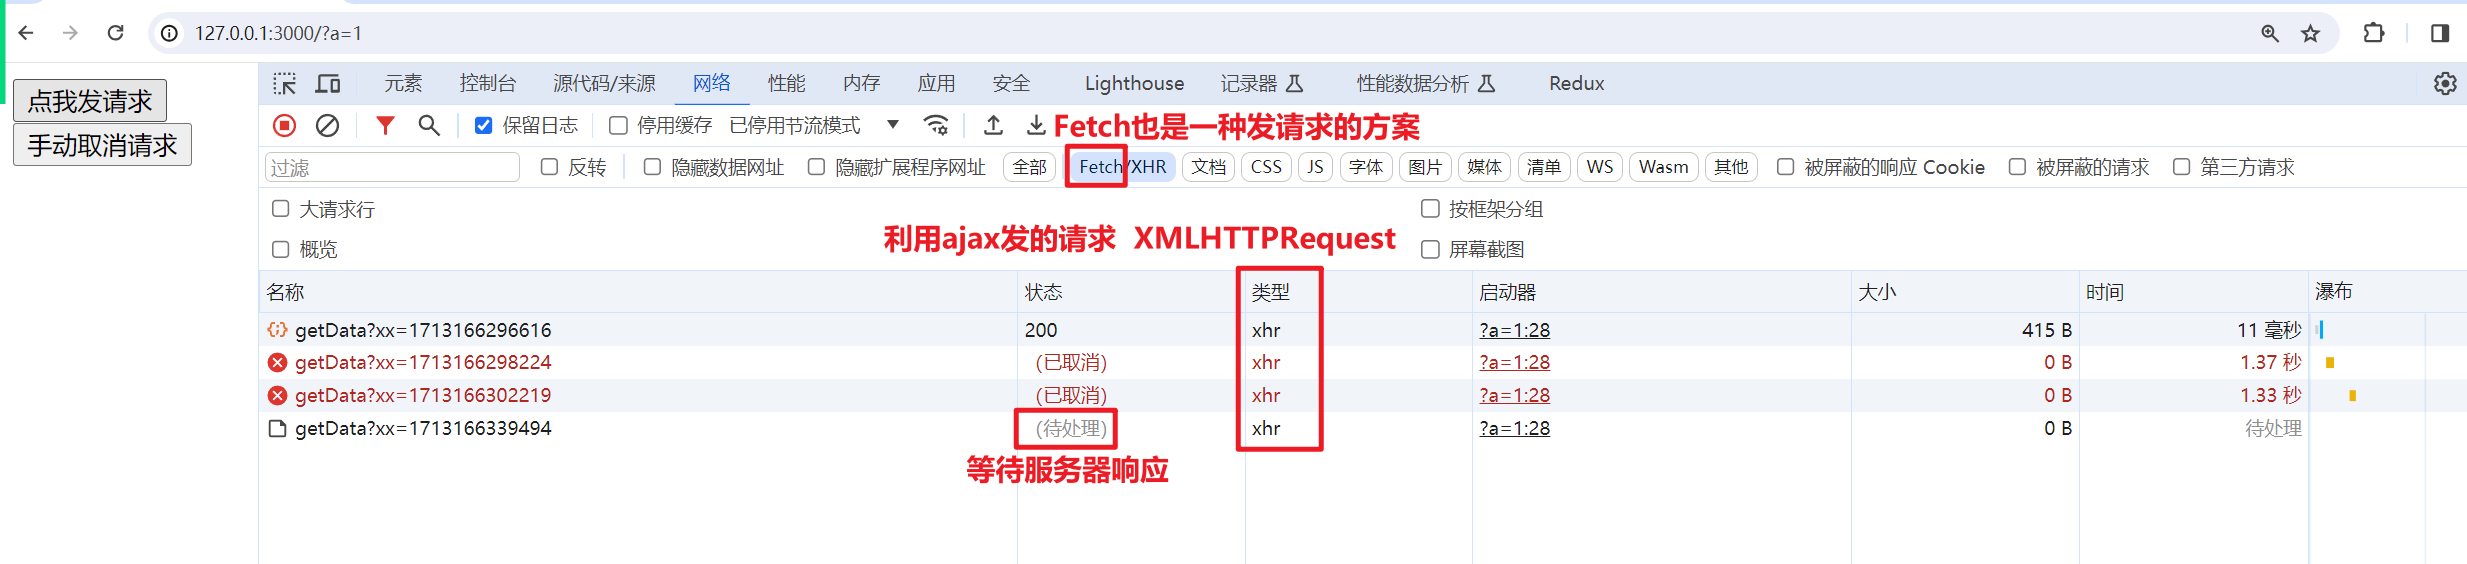 127.0.0.1:3000/?a=1
点我发请求
手动取消请求
元素 控制台 源代码/来源 网络 性能 内存 应用 安全 Lighthouse 记录器 性能数据分析 Redux
保留日志 停用缓存 已停用节流模式 Fetch也是一种发请求的方案
过滤 反转 隐藏数据网址 隐藏扩展程序网址 全部 Fetch/XHR 文档 CSS JS 字体 图片 媒体 清单 WS Wasm 其他 被屏蔽的响应 Cookie 被屏蔽的请求 第三方请求
大请求行 按框架分组
利用ajax发的请求 XMLHTTPRequest
概览 屏幕截图
名称 状态 类型 启动器 大小 时间 瀑布
getData?xx=1713166296616 200 xhr ?a=1:28 415 B 11 毫秒
getData?xx=1713166298224 (已取消) xhr ?a=1:28 0 B 1.37 秒
getData?xx=1713166302219 (已取消) xhr ?a=1:28 0 B 1.33 秒
getData?xx=1713166339494 (待处理) xhr ?a=1:28 0 B 待处理
等待服务器响应